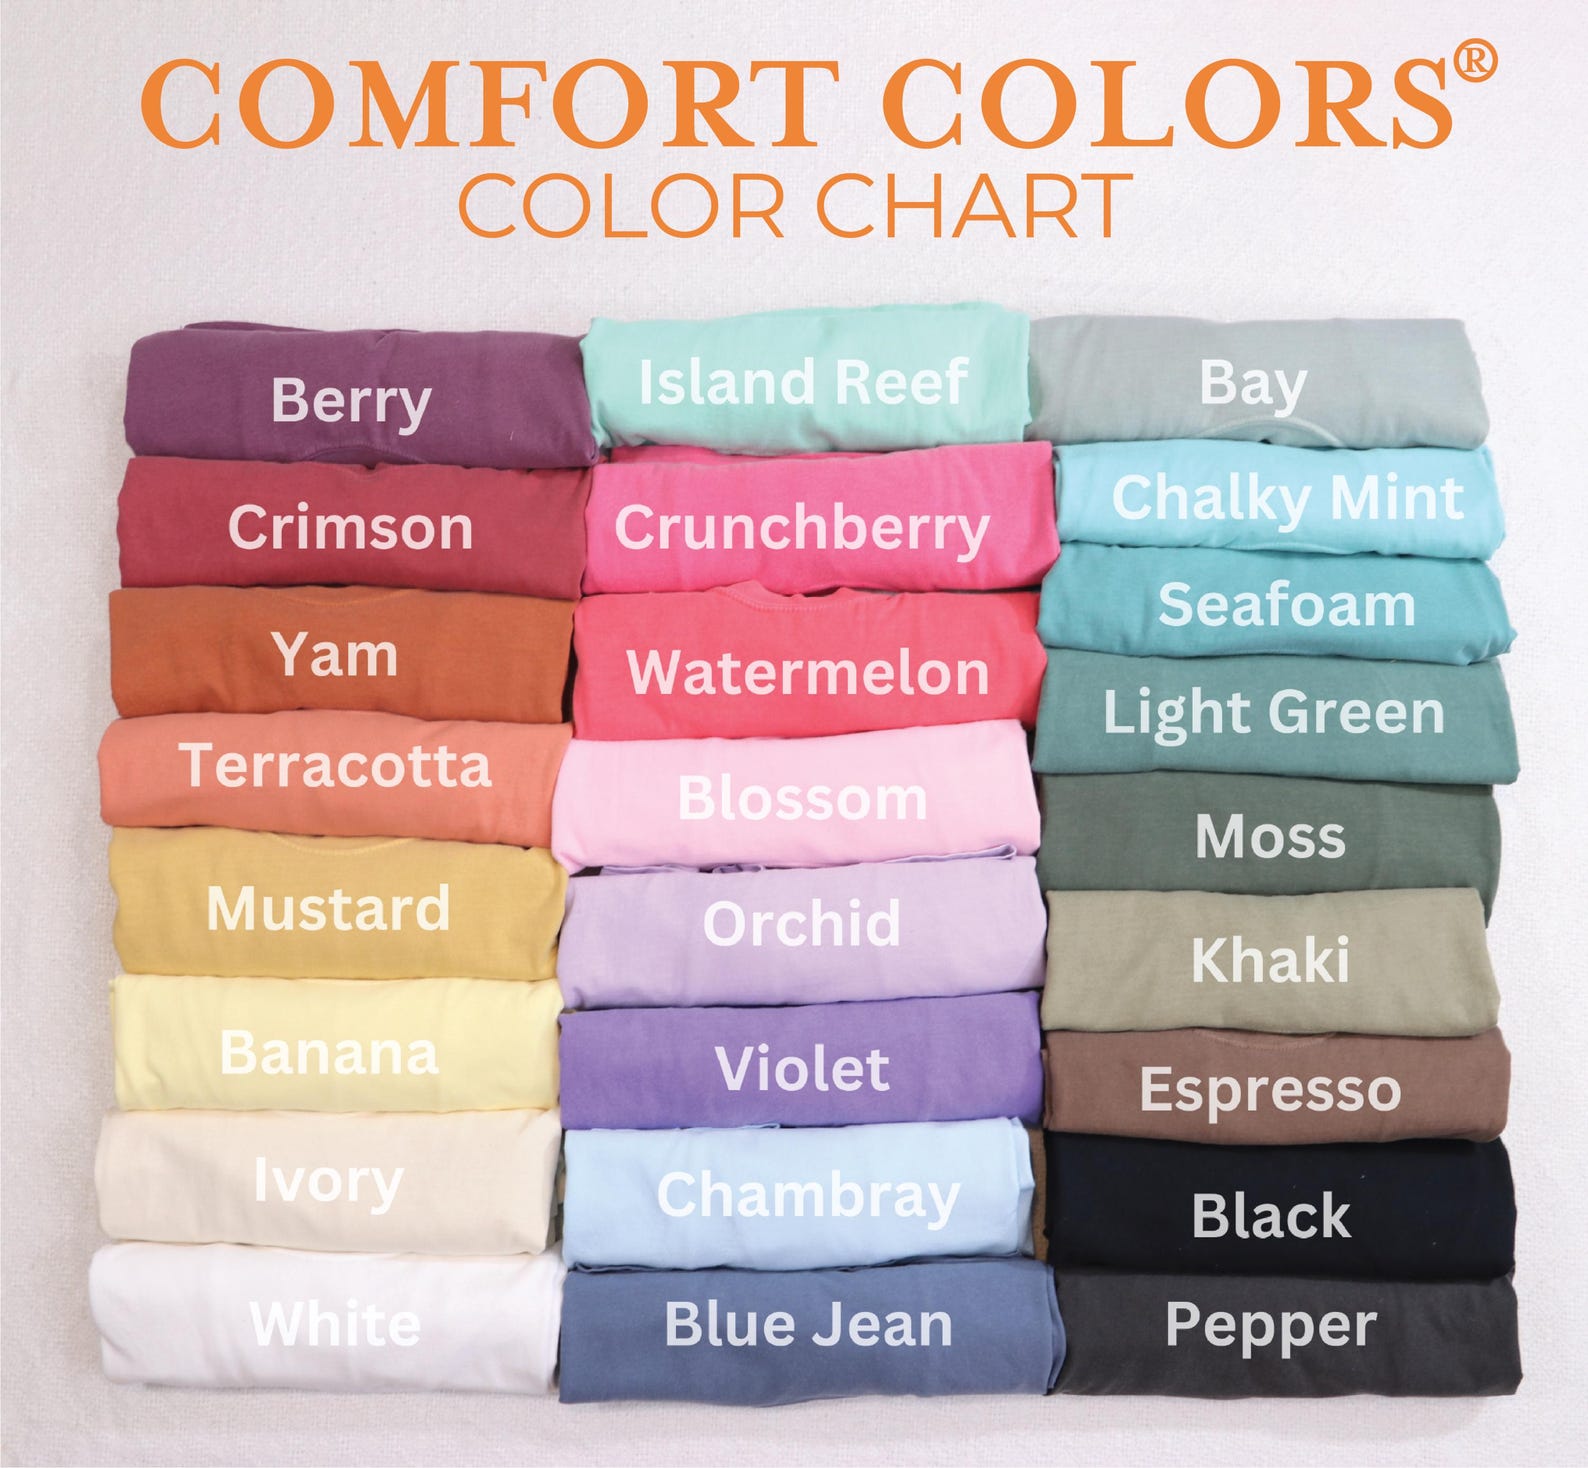 COMFORT COLORS®
COLOR CHART
Berry
Crimson
Yam
Terracotta
Mustard
Banana
Ivory
White
Island Reef
Crunchberry
Watermelon
Blossom
Orchid
Violet
Chambray
Blue Jean
Bay
Chalky Mint
Seafoam
Light Green
Moss
Khaki
Espresso
Black
Pepper